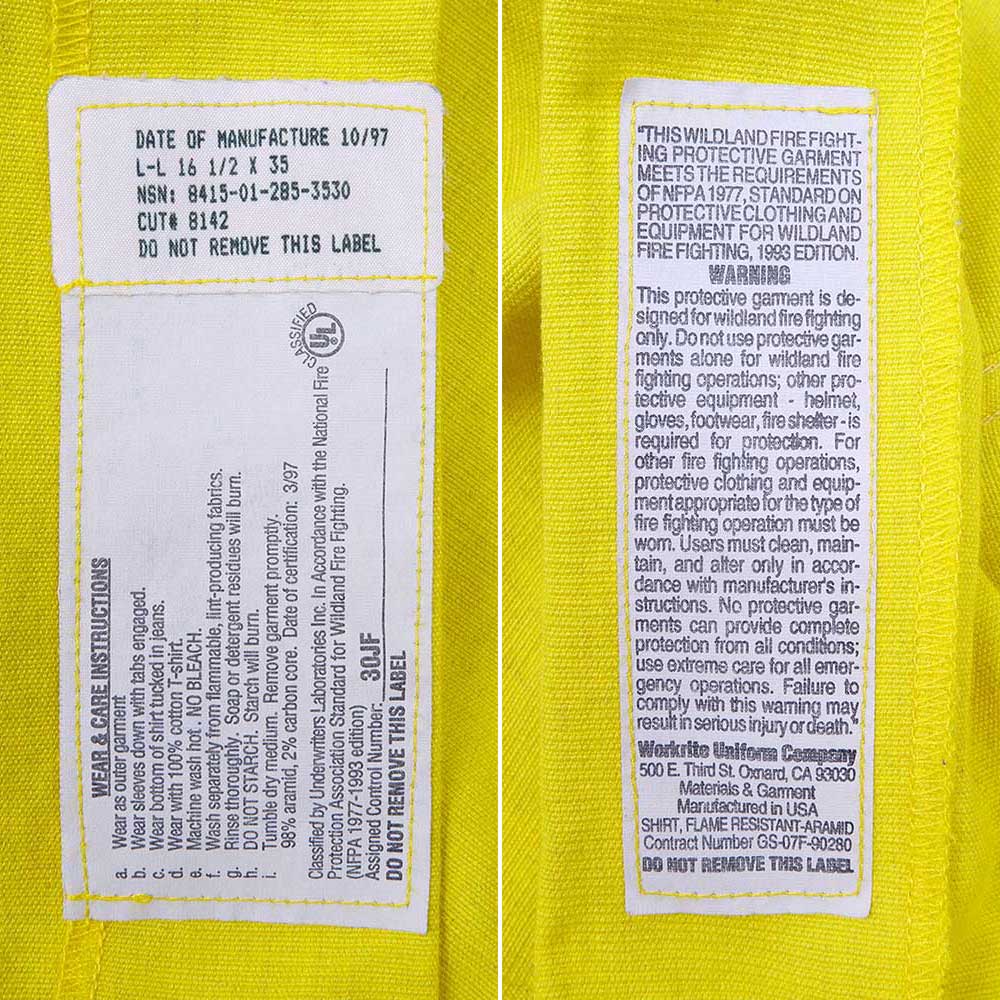 DATE OF MANUFACTURE 10/97
L-L 16 1/2 X 35
NSN: 8415-01-285-3530
CUT# 8142
DO NOT REMOVE THIS LABEL
CLASSIFIED
UL
WEAR & CARE INSTRUCTIONS
a. Wear as outer garment
b. Wear sleeves down with tabs engaged.
c. Wear bottom of shirt tucked in jeans.
d. Wear with 100% cotton T-shirt.
e. Machine wash hot. NO BLEACH.
f. Wash separately from flammable, lint-producing fabrics.
g. Rinse thoroughly. Soap or detergent residues will burn.
h. DO NOT STARCH. Starch will burn.
i. Tumble dry medium. Remove garment promptly.
98% aramid, 2% carbon core. Date of certification: 3/97
Classified by Underwriters Laboratories Inc. In Accordance with the National Fire
Protection Association Standard for Wildland Fire Fighting.
(NFPA 1977-1993 edition)
Assigned Control Number: 30JF
DO NOT REMOVE THIS LABEL
"THIS WILDLAND FIRE FIGHT-
ING PROTECTIVE GARMENT
MEETS THE REQUIREMENTS
OF NFPA 1977, STANDARD ON
PROTECTIVE CLOTHING AND
EQUIPMENT FOR WILDLAND
FIRE FIGHTING, 1993 EDITION.
WARNING
This protective garment is de-
signed for wildland fire fighting
only. Do not use protective gar-
ments alone for wildland fire
fighting operations; other pro-
tective equipment - helmet,
gloves, footwear, fire shelter - is
required for protection. For
other fire fighting operations,
protective clothing and equip-
ment appropriate for the type of
fire fighting operation must be
worn. Users must clean, main-
tain, and alter only in accor-
dance with manufacturer's in-
structions. No protective gar-
ments can provide complete
protection from all conditions;
use extreme care for all emer-
gency operations. Failure to
comply with this warning may
result in serious injury or death."
Workrite Uniform Company
500 E. Third St. Oxnard, CA 93030
Materials & Garment
Manufactured in USA
SHIRT, FLAME RESISTANT-ARAMID
Contract Number GS-07F-90280
DO NOT REMOVE THIS LABEL